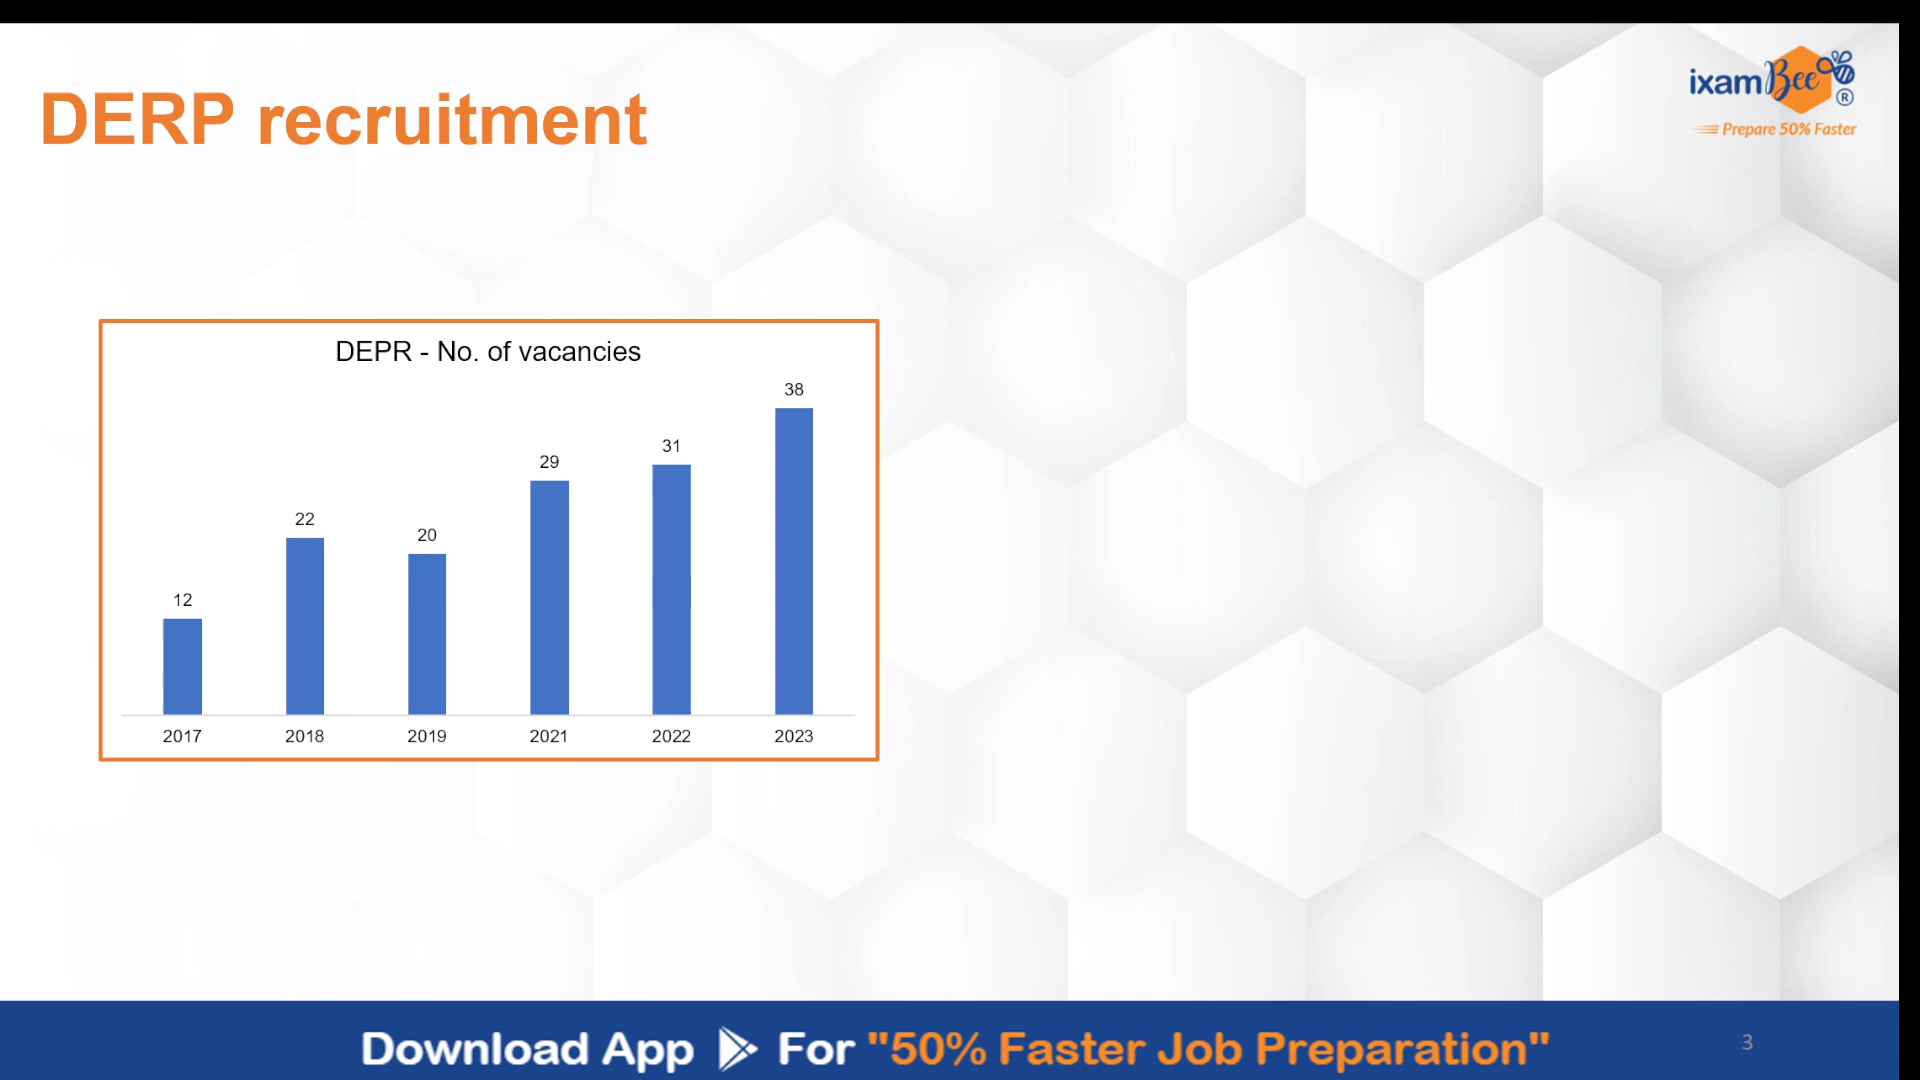 DERP recruitment
ixamBee®
Prepare 50% Faster
DEPR - No. of vacancies
38
31
29
22
20
12
2017 2018 2019 2021 2022 2023
Download App For "50% Faster Job Preparation"
3